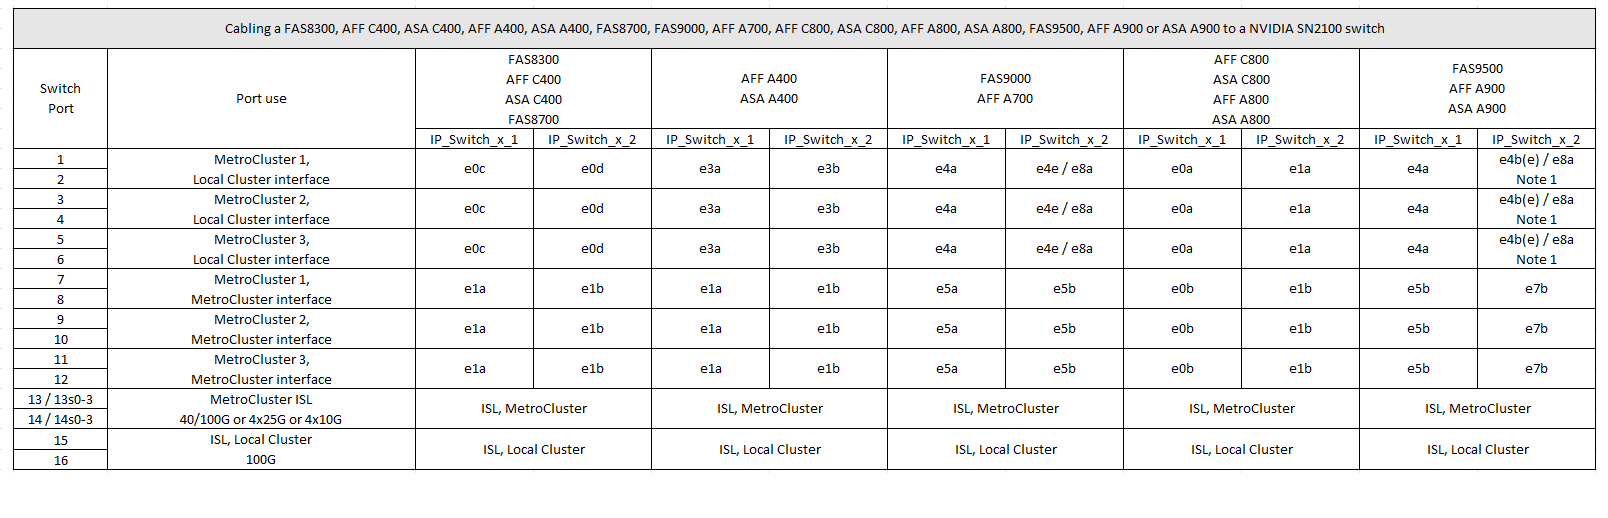 Cabling a FAS8300, AFF C400, ASA C400, AFF A400, ASA A400, FAS8700, FAS9000, AFF A700, AFF C800, ASA C800, AFF A800, ASA A800, FAS9500, AFF A900 or ASA A900 to a NVIDIA SN2100 switch
Switch
Port
Port use
FAS8300
AFF C400
ASA C400
FAS8700
AFF A400
ASA A400
FAS9000
AFF A700
AFF C800
ASA C800
AFF A800
ASA A800
FAS9500
AFF A900
ASA A900
IP_Switch_x_1 IP_Switch_x_2 IP_Switch_x_1 IP_Switch_x_2 IP_Switch_x_1 IP_Switch_x_2 IP_Switch_x_1 IP_Switch_x_2 IP_Switch_x_1 IP_Switch_x_2
1
2
MetroCluster 1,
Local Cluster interface
e0c e0d e3a e3b e4a e4e / e8a e0a e1a e4a
e4b(e) / e8a
Note 1
3
4
MetroCluster 2,
Local Cluster interface
e0c e0d e3a e3b e4a e4e / e8a e0a e1a e4a
e4b(e) / e8a
Note 1
5
6
MetroCluster 3,
Local Cluster interface
e0c e0d e3a e3b e4a e4e / e8a e0a e1a e4a
e4b(e) / e8a
Note 1
7
8
MetroCluster 1,
MetroCluster interface
e1a e1b e1a e1b e5a e5b e0b e1b e5b e7b
9
10
MetroCluster 2,
MetroCluster interface
e1a e1b e1a e1b e5a e5b e0b e1b e5b e7b
11
12
MetroCluster 3,
MetroCluster interface
e1a e1b e1a e1b e5a e5b e0b e1b e5b e7b
13 / 13s0-3
14 / 14s0-3
MetroCluster ISL
40/100G or 4x25G or 4x10G
ISL, MetroCluster ISL, MetroCluster ISL, MetroCluster ISL, MetroCluster ISL, MetroCluster
15
16
ISL, Local Cluster
100G
ISL, Local Cluster ISL, Local Cluster ISL, Local Cluster ISL, Local Cluster ISL, Local Cluster